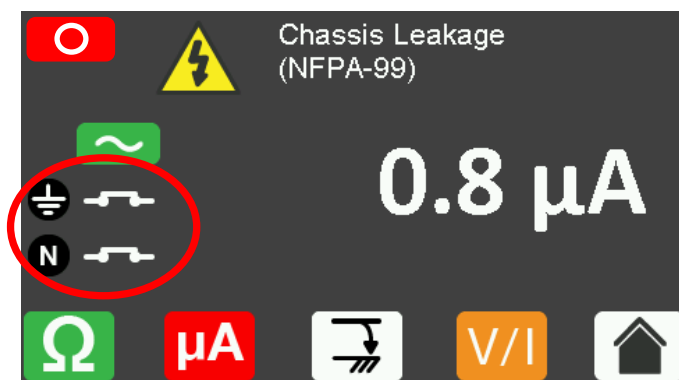 Chassis Leakage
(NFPA-99)
0.8 µA
N
Ω
µA
V/I